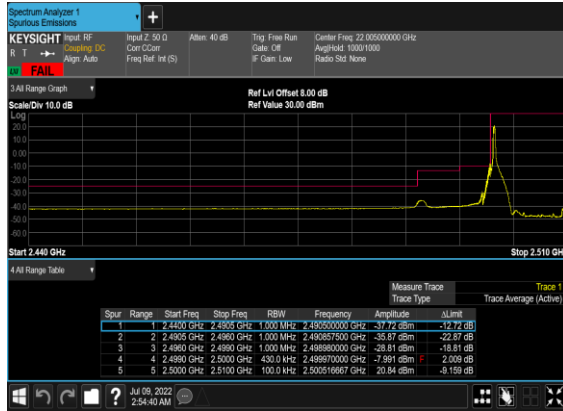 Spectrum Analyzer 1
Spurious Emissions
+
KEYSIGHT Input: RF Input Z: 50 Ω Atten: 40 dB Trig: Free Run Center Freq: 22.005000000 GHz
R T Coupling: DC Corr CCorr Gate: Off Avg|Hold: 1000/1000
Align: Auto Freq Ref: Int (S) IF Gain: Low Radio Std: None
FAIL
3 All Range Graph
Ref Lvl Offset 8.00 dB
Scale/Div 10.0 dB Ref Value 30.00 dBm
Log
20.0
10.0
0.00
-10.0
-20.0
-30.0
-40.0
-50.0
-60.0
Start 2.440 GHz Stop 2.510 GH
4 All Range Table
Measure Trace Trace 1
Trace Type Trace Average (Active)
Spur Range Start Freq Stop Freq RBW Frequency Amplitude ΔLimit
1 1 2.4400 GHz 2.4905 GHz 1.000 MHz 2.490500000 GHz -37.72 dBm -12.72 dB
2 2 2.4905 GHz 2.4960 GHz 1.000 MHz 2.490857500 GHz -35.87 dBm -22.87 dB
3 3 2.4960 GHz 2.4990 GHz 1.000 MHz 2.498980000 GHz -28.81 dBm -18.81 dB
4 4 2.4990 GHz 2.5000 GHz 430.0 kHz 2.499970000 GHz -7.991 dBm F 2.009 dB
5 5 2.5000 GHz 2.5100 GHz 100.0 kHz 2.500516667 GHz 20.84 dBm -9.159 dB
? Jul 09, 2022
2:54:40 AM